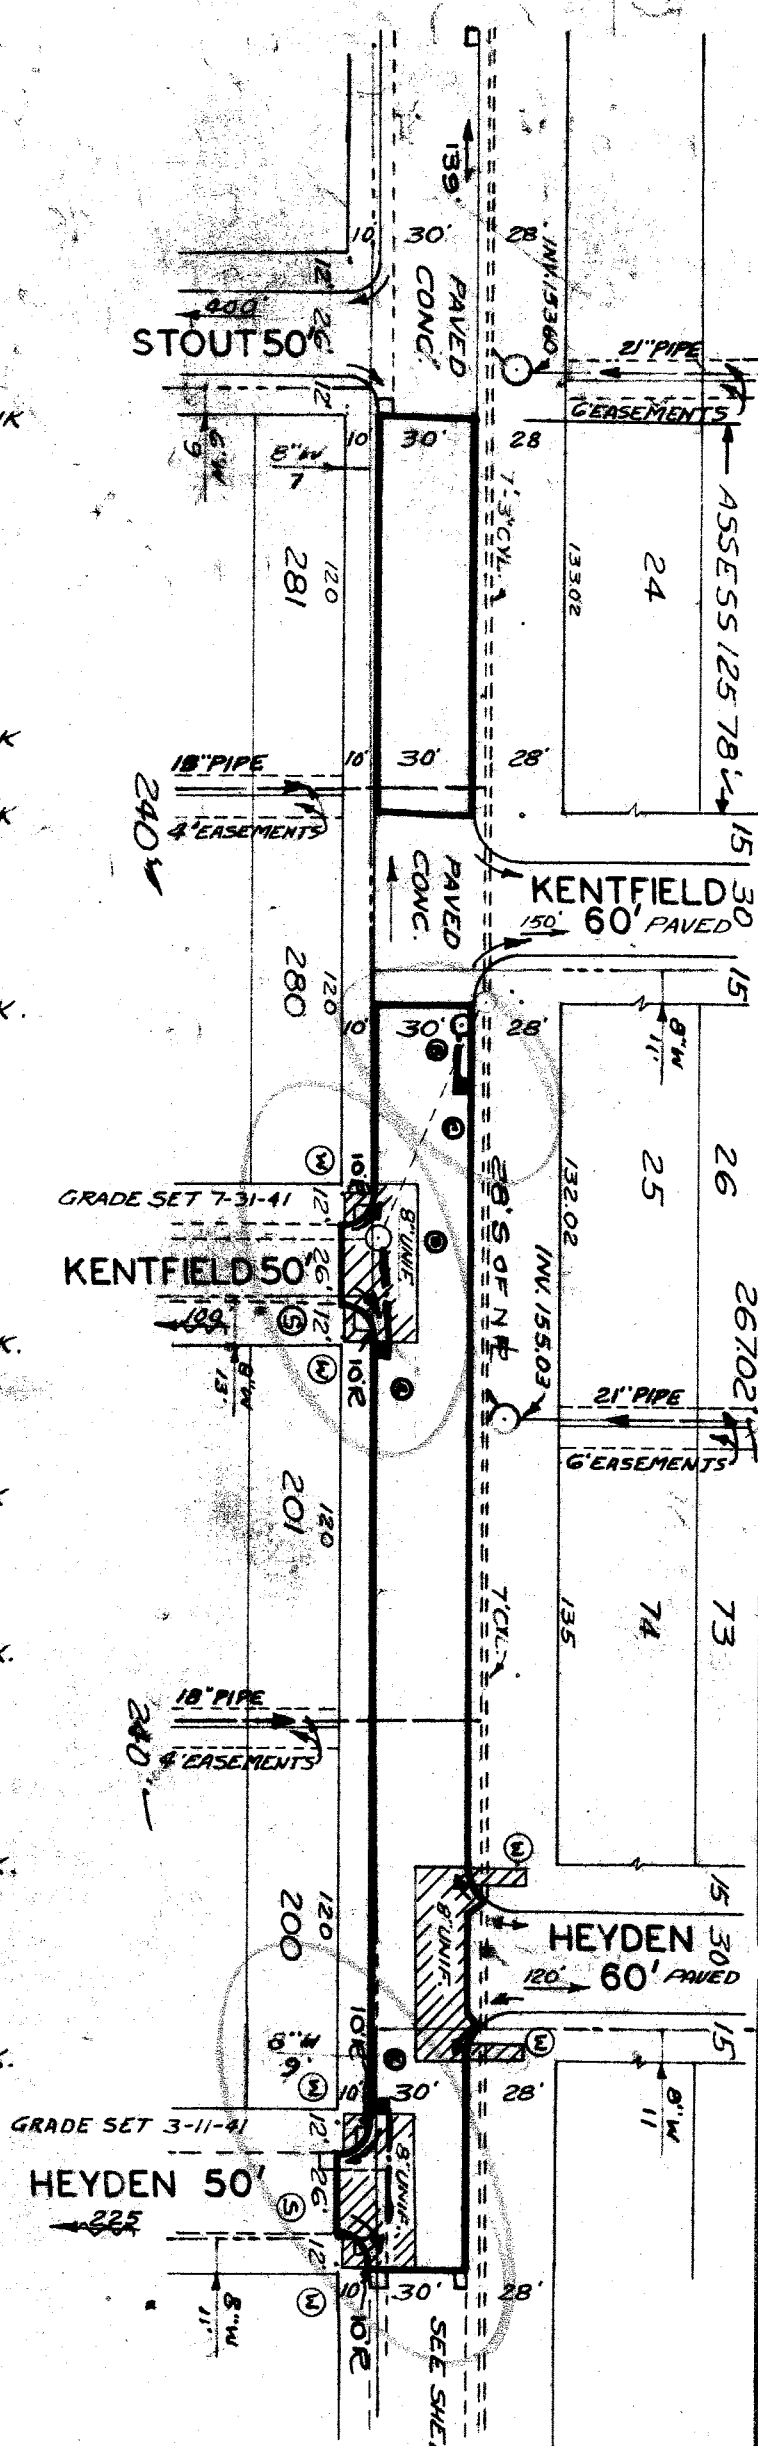 139.
10' 30' 28'
INV. 153.60
PAVED
CONC.
12'
400'
26'
STOUT 50'
12'
21" PIPE
6' EASEMENTS
10' 30' 28
6" W
9
8" W
7
7'-3" CYL.
ASSESS 125.78'
24
133.02
120
281
10' 30' 28'
18" PIPE
4' EASEMENTS
240'
PAVED
CONC.
15
KENTFIELD 30
150' 60' PAVED
15
120
280
10' 30' 28'
8" W
11'
W
10' R
GRADE SET 7-31-41
12'
8" UNIF.
KENTFIELD 50'
26'
100
S
12'
W
10' R
8" W
13'
28' S OF N
INV. 155.03
132.02
25
26
267.02'
21" PIPE
6' EASEMENTS
120
201
7' CYL.
135
74
73
18" PIPE
4' EASEMENTS
240'
120
200
W
15
8" UNIF.
HEYDEN 30
120' 60' PAVED
W
15
10' R
8" W
W
10' 30' 28'
8" W
11
GRADE SET 3-11-41
12'
8" UNIF.
HEYDEN 50'
26'
225
S
12'
10' 30' 28'
W
10' R
8" W
11'
SEE SHE